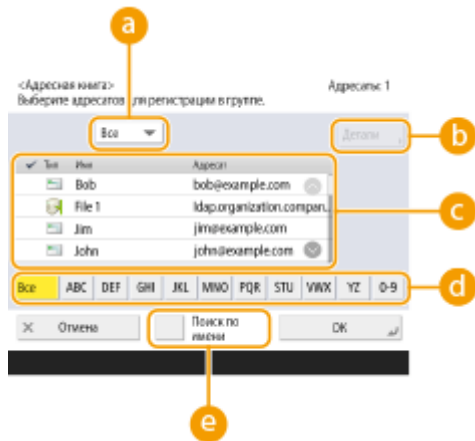 a
<Адресная книга>
Адресаты: 1
Выберите адресатов для регистрации в группе.
Все
Детали
b
✓ Тип Имя Адресат
Bob bob@example.com
File 1 ldap.organization.compan...
c
Jim jim@example.com
John john@example.com
Все ABC DEF GHI JKL MNO PQR STU VWX YZ 0-9
d
× Отмена
Поиск по
имени
OK
e